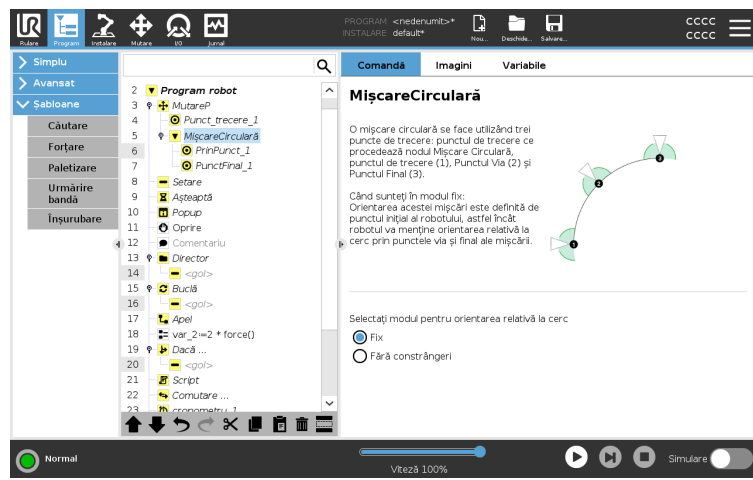 UR
Rulare
Program
Instalare
Mutare
I/O
Jurnal
PROGRAM <nedenumit>*
INSTALARE default*
Nou...
Deschide...
Salvare...
cccc
cccc
Simplu
Avansat
Șabloane
Căutare
Forțare
Paletizare
Urmărire
bandă
Înșurubare
2 Program robot
3 MutareP
4 Punct_trecere_1
5 MișcareCirculară
6 PrinPunct_1
7 PunctFinal_1
8 Setare
9 Așteaptă
10 Popup
11 Oprire
12 Comentariu
13 Director
14 <gol>
15 Buclă
16 <gol>
17 Apel
18 var_2:=2 * force()
19 Dacă ...
20 <gol>
21 Script
22 Comutare ...
23 cronometru_1
Comandă
Imagini
Variabile
MișcareCirculară
O mișcare circulară se face utilizând trei
puncte de trecere: punctul de trecere ce
procedează nodul Mișcare Circulară,
punctul de trecere (1), Punctul Via (2) și
Punctul Final (3).
Când sunteți în modul fix:
Orientarea acestei mișcări este definită de
punctul inițial al robotului, astfel încât
robotul va menține orientarea relativă la
cerc prin punctele via și final ale mișcării.
3
2
1
Selectați modul pentru orientarea relativă la cerc
Fix
Fără constrângeri
Normal
Viteză 100%
Simulare